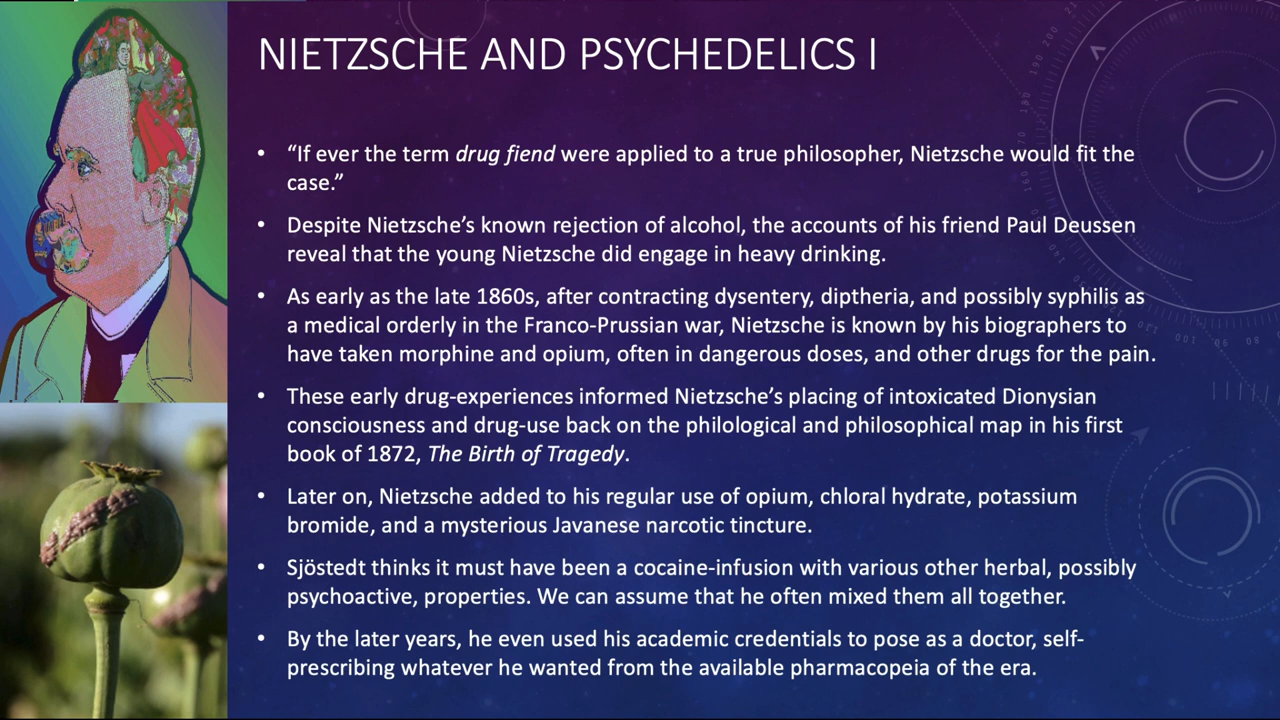 NIETZSCHE AND PSYCHEDELICS I
• “If ever the term drug fiend were applied to a true philosopher, Nietzsche would fit the
case.”
• Despite Nietzsche’s known rejection of alcohol, the accounts of his friend Paul Deussen
reveal that the young Nietzsche did engage in heavy drinking.
• As early as the late 1860s, after contracting dysentery, diptheria, and possibly syphilis as
a medical orderly in the Franco-Prussian war, Nietzsche is known by his biographers to
have taken morphine and opium, often in dangerous doses, and other drugs for the pain.
• These early drug-experiences informed Nietzsche’s placing of intoxicated Dionysian
consciousness and drug-use back on the philological and philosophical map in his first
book of 1872, The Birth of Tragedy.
• Later on, Nietzsche added to his regular use of opium, chloral hydrate, potassium
bromide, and a mysterious Javanese narcotic tincture.
• Sjöstedt thinks it must have been a cocaine-infusion with various other herbal, possibly
psychoactive, properties. We can assume that he often mixed them all together.
• By the later years, he even used his academic credentials to pose as a doctor, self-
prescribing whatever he wanted from the available pharmacopeia of the era.